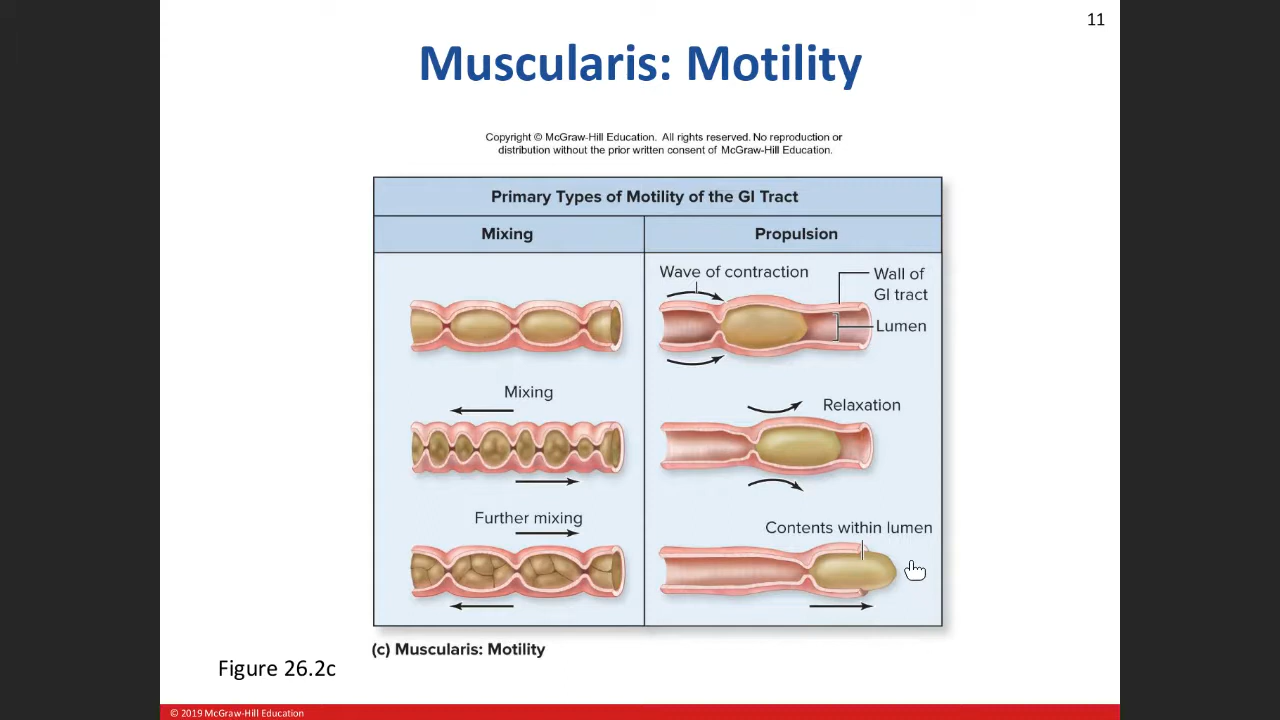 11
Muscularis: Motility
Copyright © McGraw-Hill Education. All rights reserved. No reproduction or
distribution without the prior written consent of McGraw-Hill Education.
Primary Types of Motility of the GI Tract
Mixing
Propulsion
Wave of contraction
Wall of
GI tract
Lumen
Mixing
Relaxation
Further mixing
Contents within lumen
(c) Muscularis: Motility
Figure 26.2c
© 2019 McGraw-Hill Education